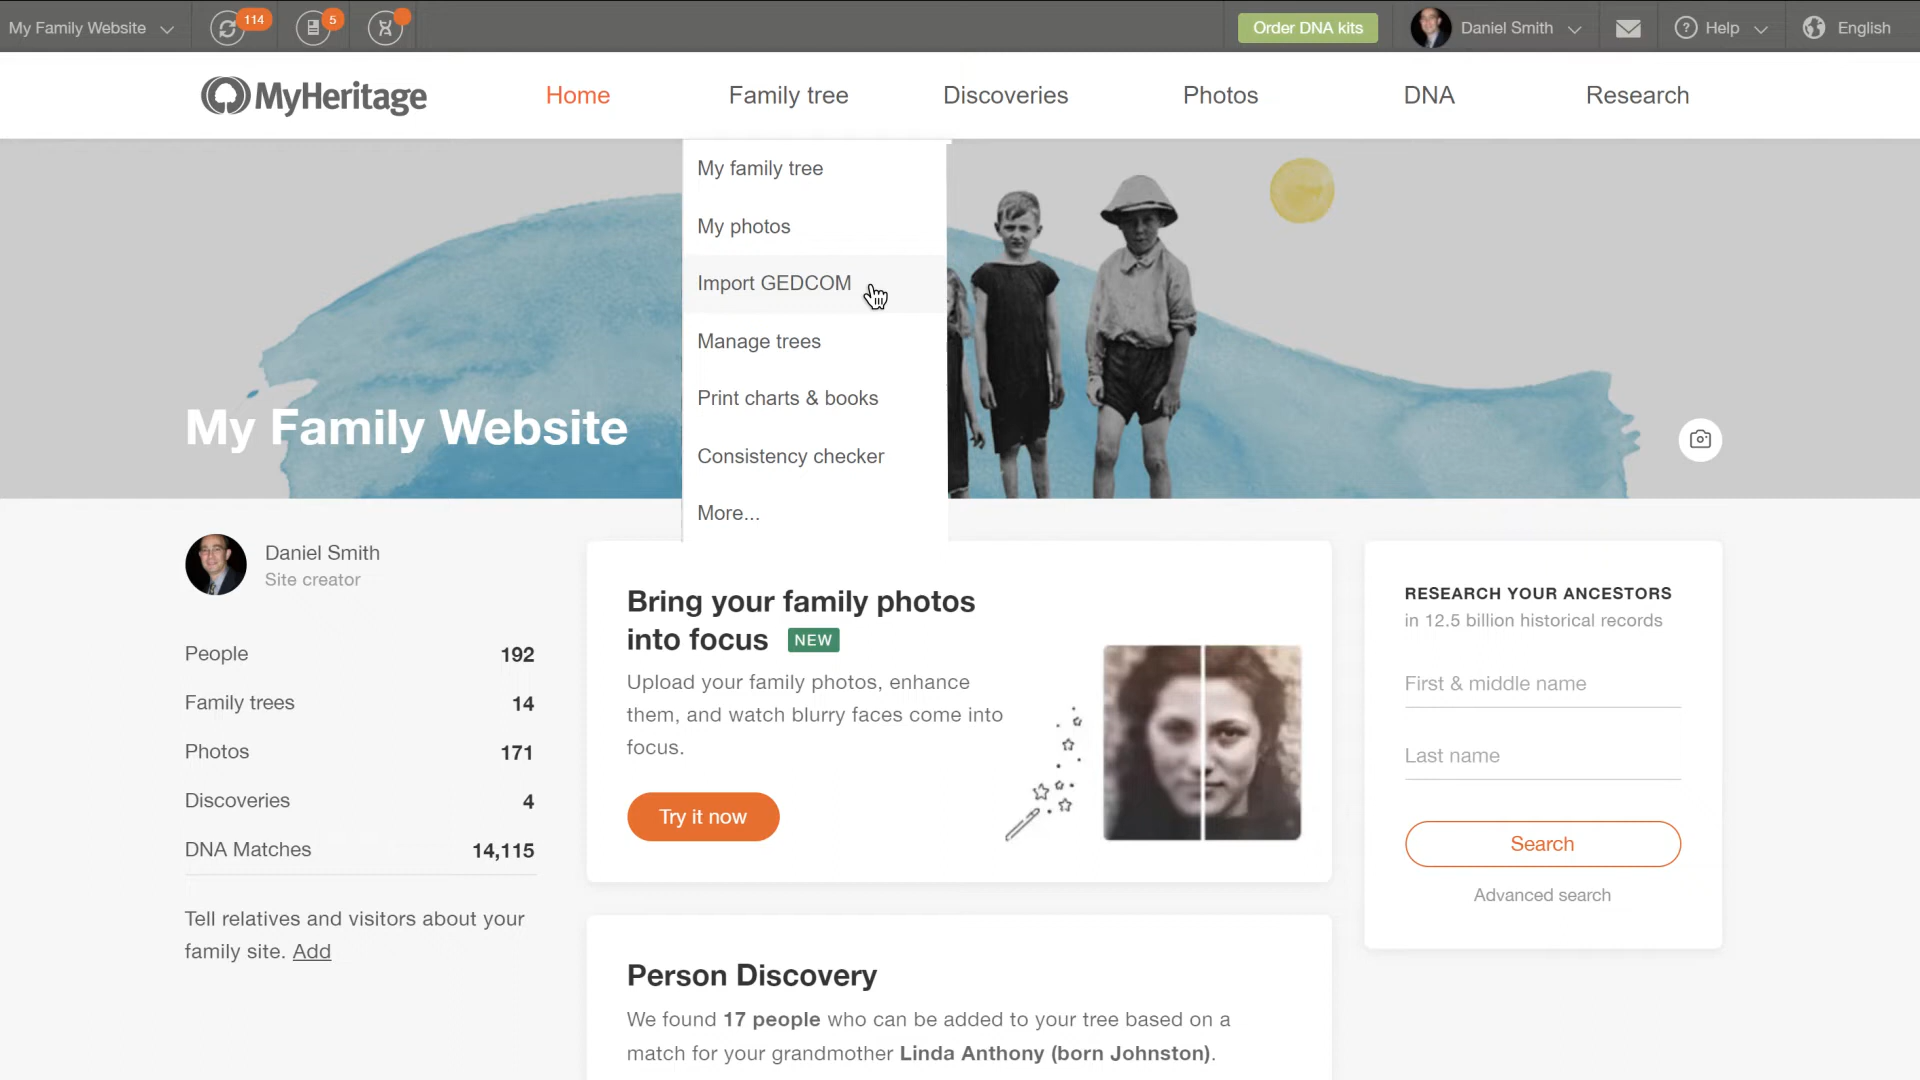 My Family Website
114
5
Order DNA kits
Daniel Smith
Help
English
MyHeritage
Home
Family tree
Discoveries
Photos
DNA
Research
My family tree
My photos
Import GEDCOM
Manage trees
Print charts & books
Consistency checker
More...
My Family Website
Daniel Smith
Site creator
People 192
Family trees 14
Photos 171
Discoveries 4
DNA Matches 14,115
Tell relatives and visitors about your
family site. Add
Bring your family photos
into focus NEW
Upload your family photos, enhance
them, and watch blurry faces come into
focus.
Try it now
Person Discovery
We found 17 people who can be added to your tree based on a
match for your grandmother Linda Anthony (born Johnston).
RESEARCH YOUR ANCESTORS
in 12.5 billion historical records
First & middle name
Last name
Search
Advanced search